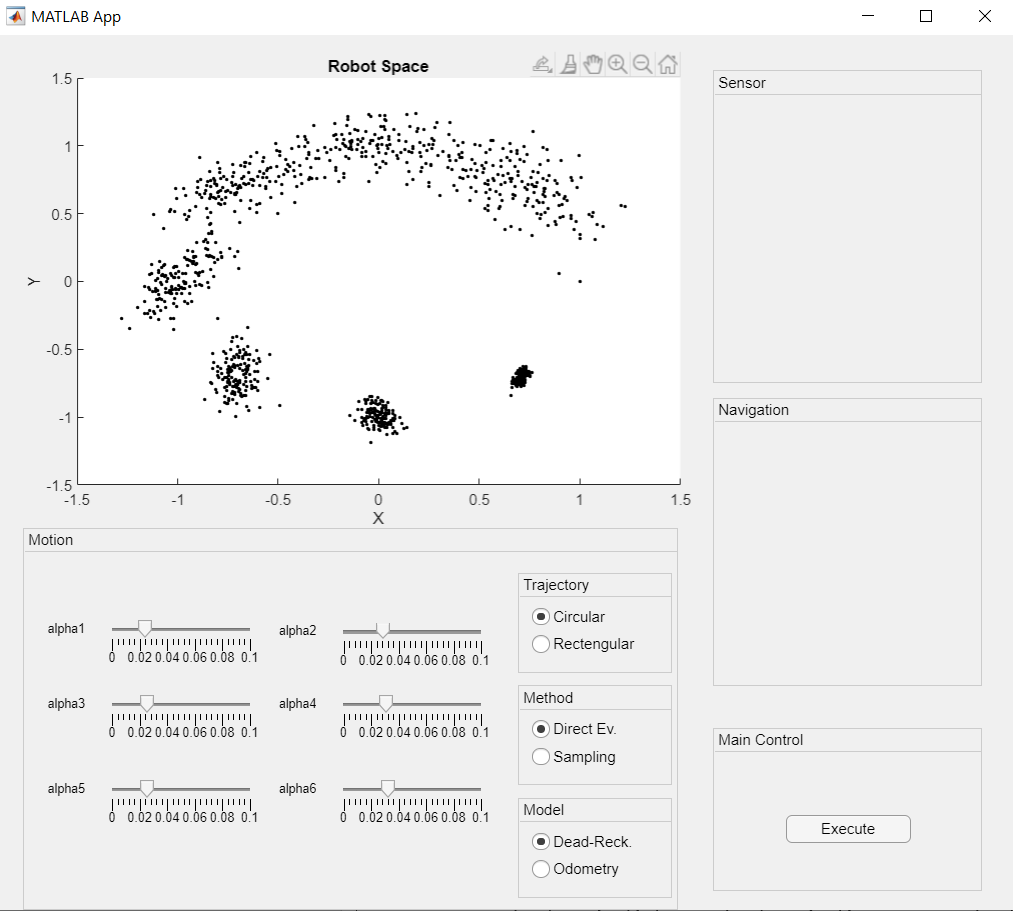 MATLAB App
Robot Space
1.5
1
0.5
0
-0.5
-1
-1.5
Y
-1.5 -1 -0.5 0 0.5 1 1.5
X
Sensor
Navigation
Motion
alpha1
0 0.02 0.04 0.06 0.08 0.1
alpha2
0 0.02 0.04 0.06 0.08 0.1
alpha3
0 0.02 0.04 0.06 0.08 0.1
alpha4
0 0.02 0.04 0.06 0.08 0.1
alpha5
0 0.02 0.04 0.06 0.08 0.1
alpha6
0 0.02 0.04 0.06 0.08 0.1
Trajectory
Circular
Rectengular
Method
Direct Ev.
Sampling
Model
Dead-Reck.
Odometry
Main Control
Execute